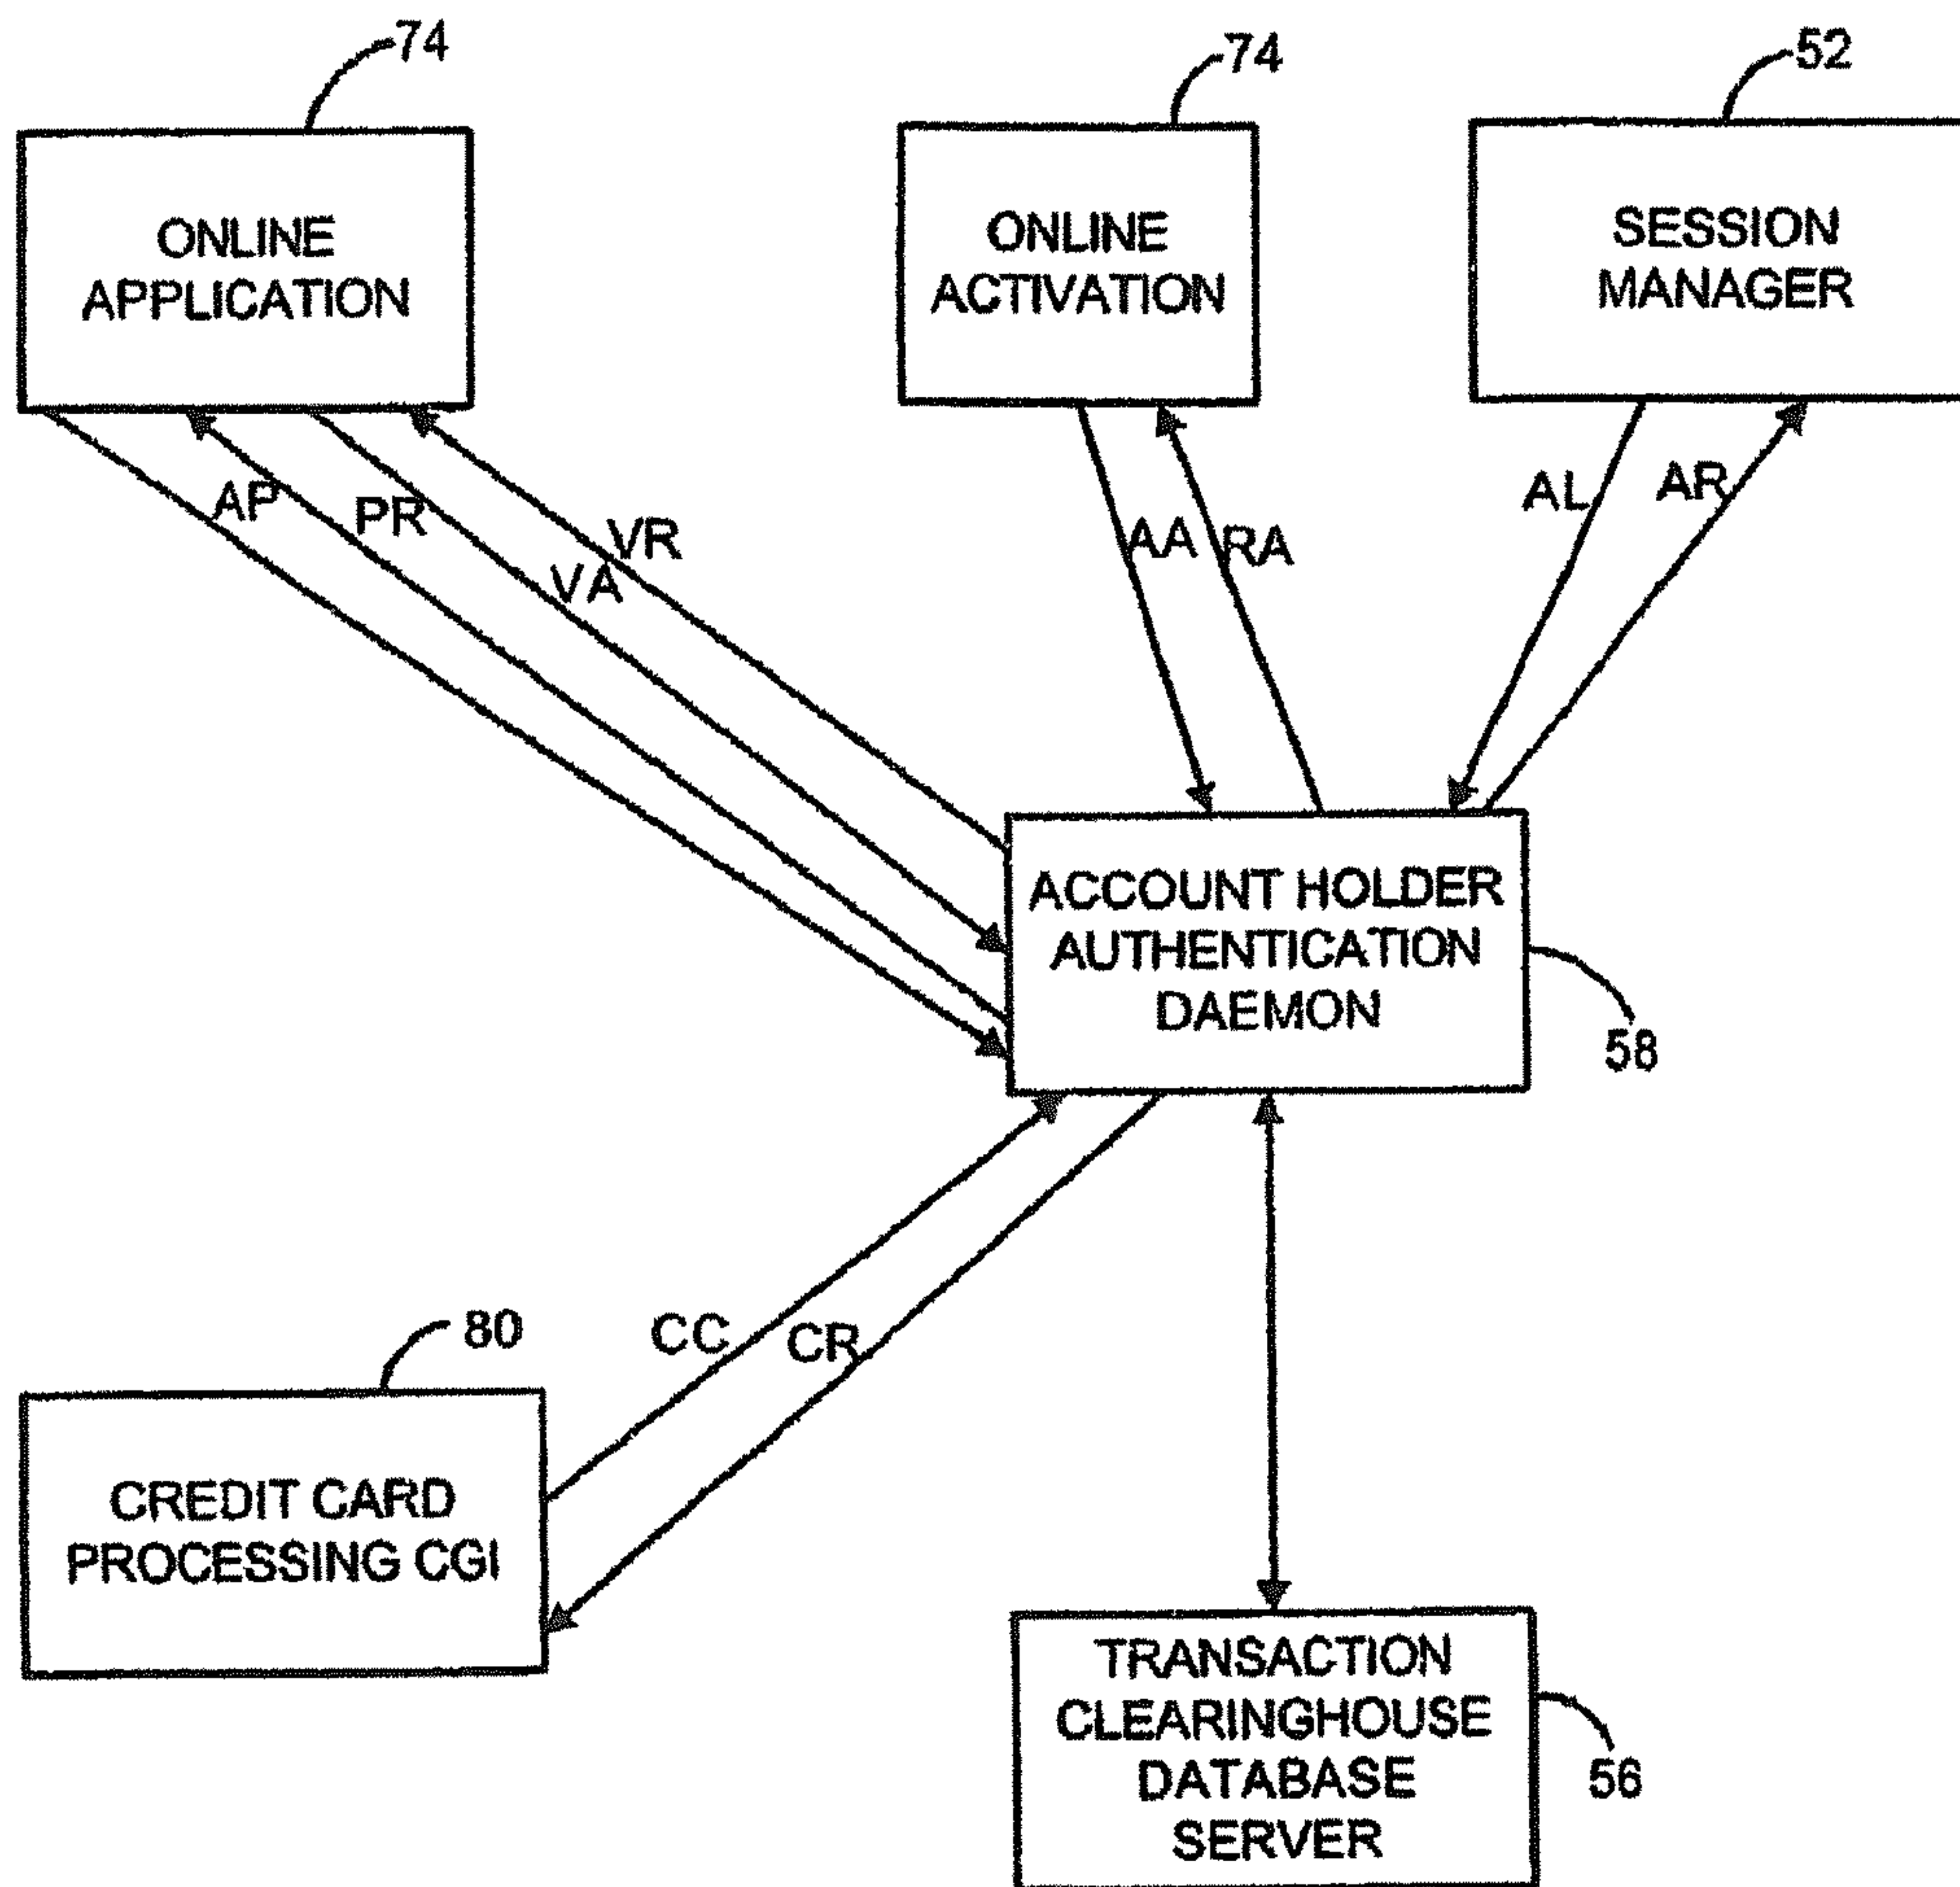 74
74
52
ONLINE
APPLICATION
ONLINE
ACTIVATION
SESSION
MANAGER
AP
PR
VR
VA
AA
RA
AL
AR
ACCOUNT HOLDER
AUTHENTICATION
DAEMON
58
80
CC
CR
CREDIT CARD
PROCESSING CGI
TRANSACTION
CLEARINGHOUSE
DATABASE
SERVER
56